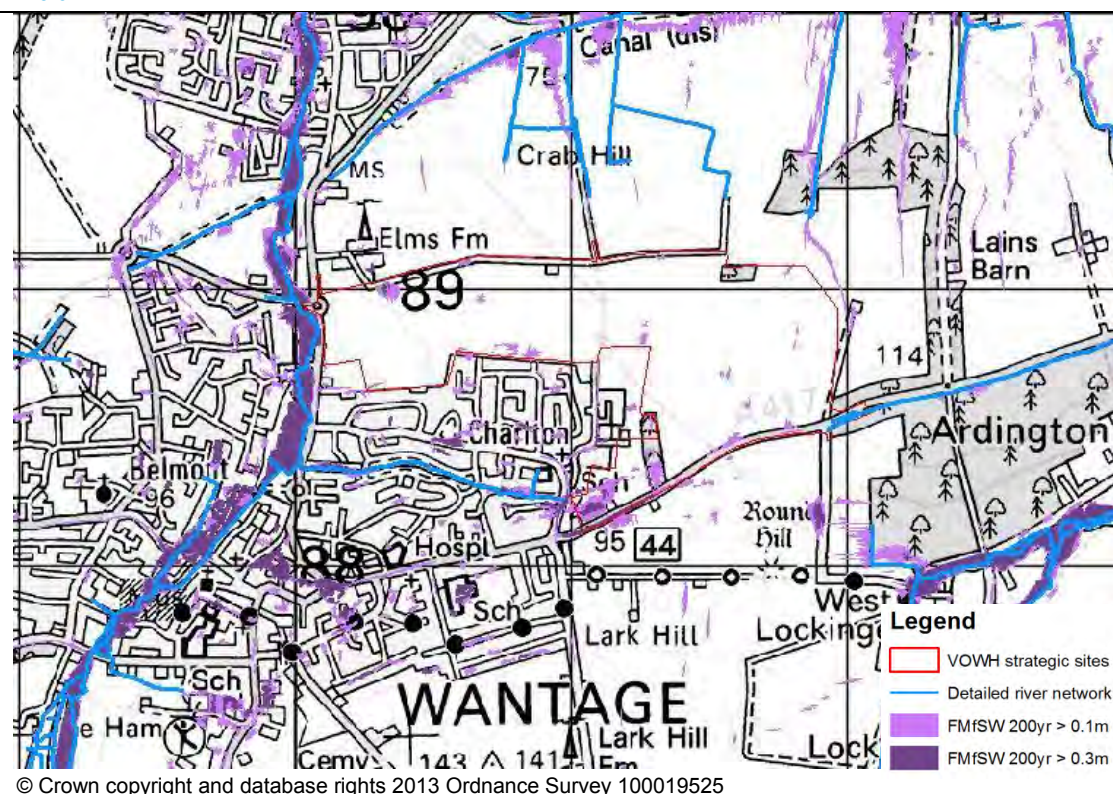 Canal (dis)
75
Crab Hill
MS
Elms Fm
89
Lains
Barn
114
Charlton
Ardington
Belmont
96
Round
Hill
95
44
Hospl
88
Sch
West
Lark Hill
Lockinge
Sch
WANTAGE
Ham
Lark Hill
Fm
Cemy
143
141
Lock
Legend
VOWH strategic sites
Detailed river network
FMfSW 200yr > 0.1m
FMfSW 200yr > 0.3m
© Crown copyright and database rights 2013 Ordnance Survey 100019525